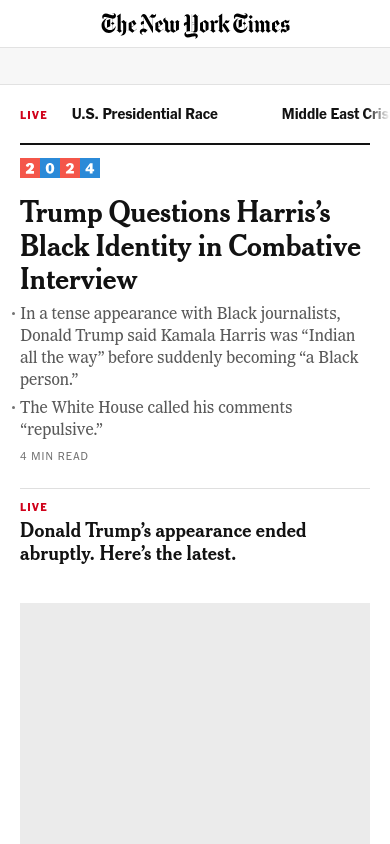 The New York Times
LIVE U.S. Presidential Race Middle East Cris
2024
Trump Questions Harris’s
Black Identity in Combative
Interview
• In a tense appearance with Black journalists,
Donald Trump said Kamala Harris was “Indian
all the way” before suddenly becoming “a Black
person.”
• The White House called his comments
“repulsive.”
4 MIN READ
LIVE
Donald Trump’s appearance ended
abruptly. Here’s the latest.